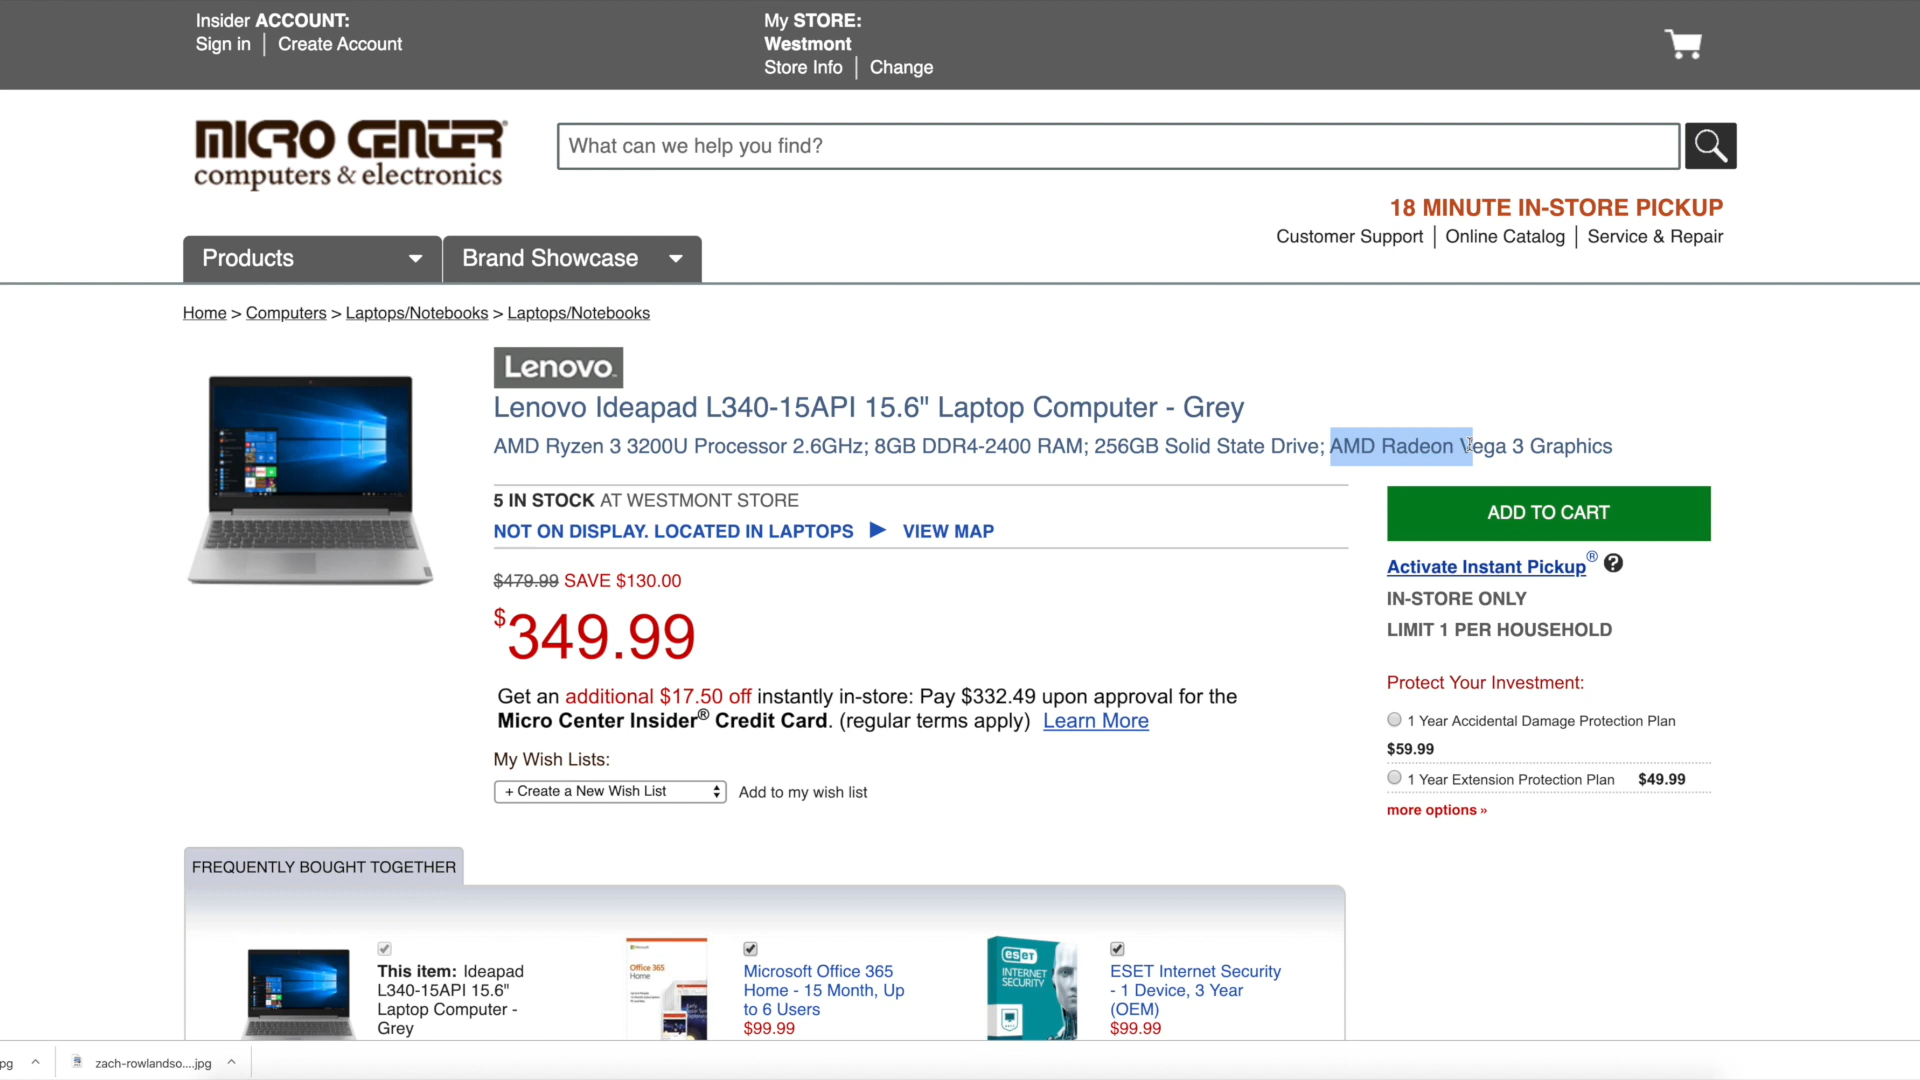 Insider ACCOUNT:
Sign in | Create Account
My STORE:
Westmont
Store Info | Change
MICRO CENTER
computers & electronics
What can we help you find?
18 MINUTE IN-STORE PICKUP
Customer Support | Online Catalog | Service & Repair
Products
Brand Showcase
Home > Computers > Laptops/Notebooks > Laptops/Notebooks
Lenovo
Lenovo Ideapad L340-15API 15.6" Laptop Computer - Grey
AMD Ryzen 3 3200U Processor 2.6GHz; 8GB DDR4-2400 RAM; 256GB Solid State Drive; AMD Radeon Vega 3 Graphics
5 IN STOCK AT WESTMONT STORE
NOT ON DISPLAY. LOCATED IN LAPTOPS ▶ VIEW MAP
$479.99 SAVE $130.00
$349.99
Get an additional $17.50 off instantly in-store: Pay $332.49 upon approval for the
Micro Center Insider® Credit Card. (regular terms apply) Learn More
My Wish Lists:
+ Create a New Wish List
Add to my wish list
ADD TO CART
Activate Instant Pickup® ?
IN-STORE ONLY
LIMIT 1 PER HOUSEHOLD
Protect Your Investment:
1 Year Accidental Damage Protection Plan
$59.99
1 Year Extension Protection Plan $49.99
more options »
FREQUENTLY BOUGHT TOGETHER
This item: Ideapad
L340-15API 15.6"
Laptop Computer -
Grey
Office 365
Home
Microsoft Office 365
Home - 15 Month, Up
to 6 Users
$99.99
eset
INTERNET
SECURITY
ESET Internet Security
- 1 Device, 3 Year
(OEM)
$99.99
pg
zach-rowlandso....jpg